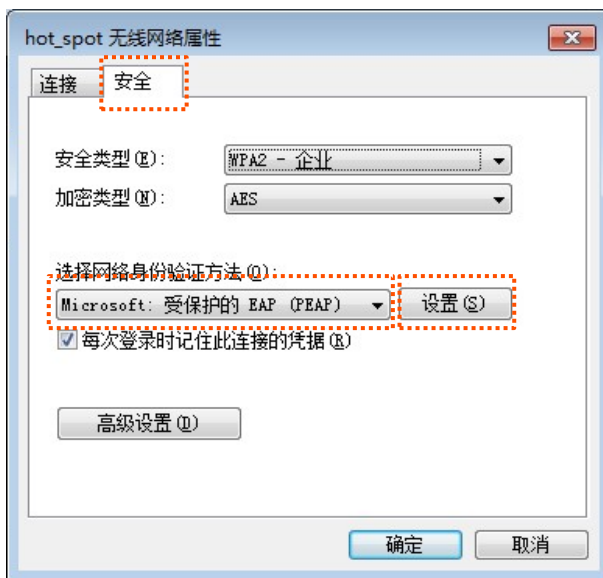 hot_spot 无线网络属性
连接 安全
安全类型(E): WPA2 - 企业
加密类型(N): AES
选择网络身份验证方法(O):
Microsoft: 受保护的 EAP (PEAP) 设置(S)
每次登录时记住此连接的凭据(R)
高级设置(D)
确定 取消